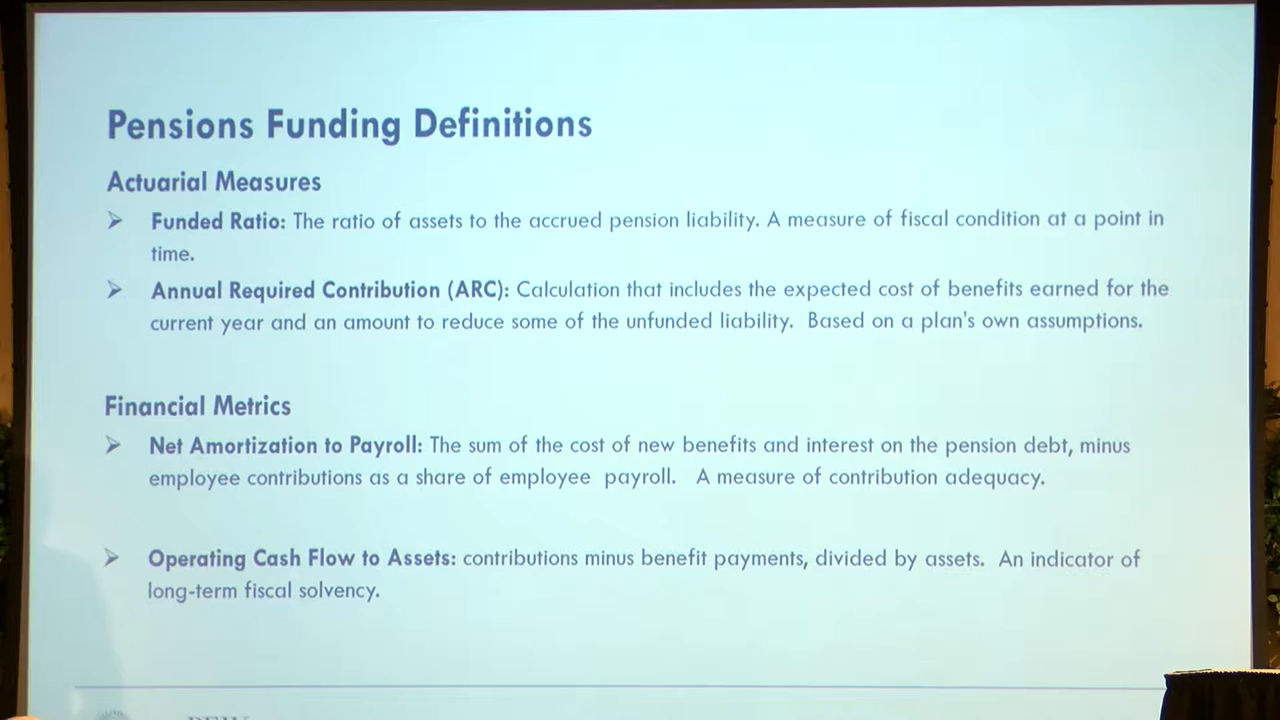 Pensions Funding Definitions
Actuarial Measures
Funded Ratio: The ratio of assets to the accrued pension liability. A measure of fiscal condition at a point in
time.
Annual Required Contribution (ARC): Calculation that includes the expected cost of benefits earned for the
current year and an amount to reduce some of the unfunded liability. Based on a plan's own assumptions.
Financial Metrics
Net Amortization to Payroll: The sum of the cost of new benefits and interest on the pension debt, minus
employee contributions as a share of employee payroll. A measure of contribution adequacy.
Operating Cash Flow to Assets: contributions minus benefit payments, divided by assets. An indicator of
long-term fiscal solvency.